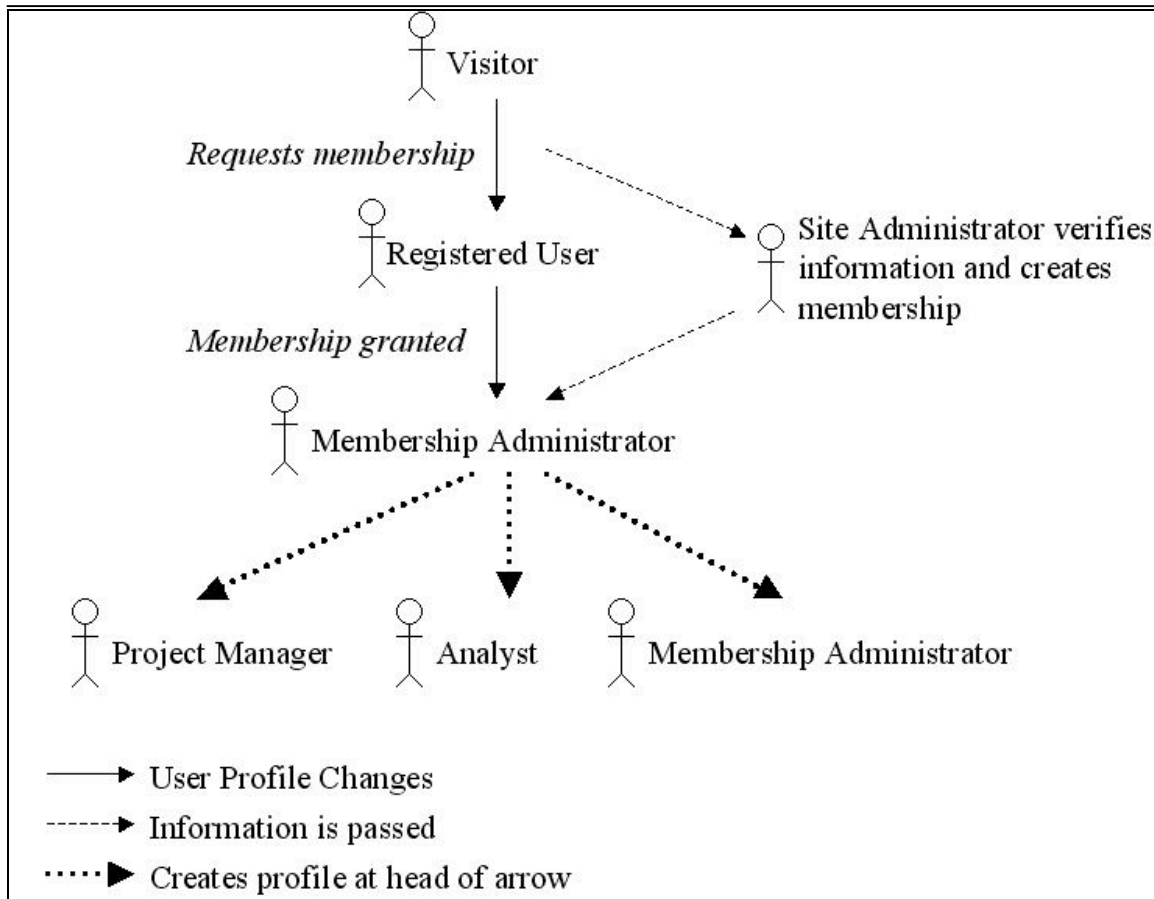 Visitor
Requests membership
Registered User
Site Administrator verifies
information and creates
membership
Membership granted
Membership Administrator
Project Manager
Analyst
Membership Administrator
User Profile Changes
Information is passed
Creates profile at head of arrow